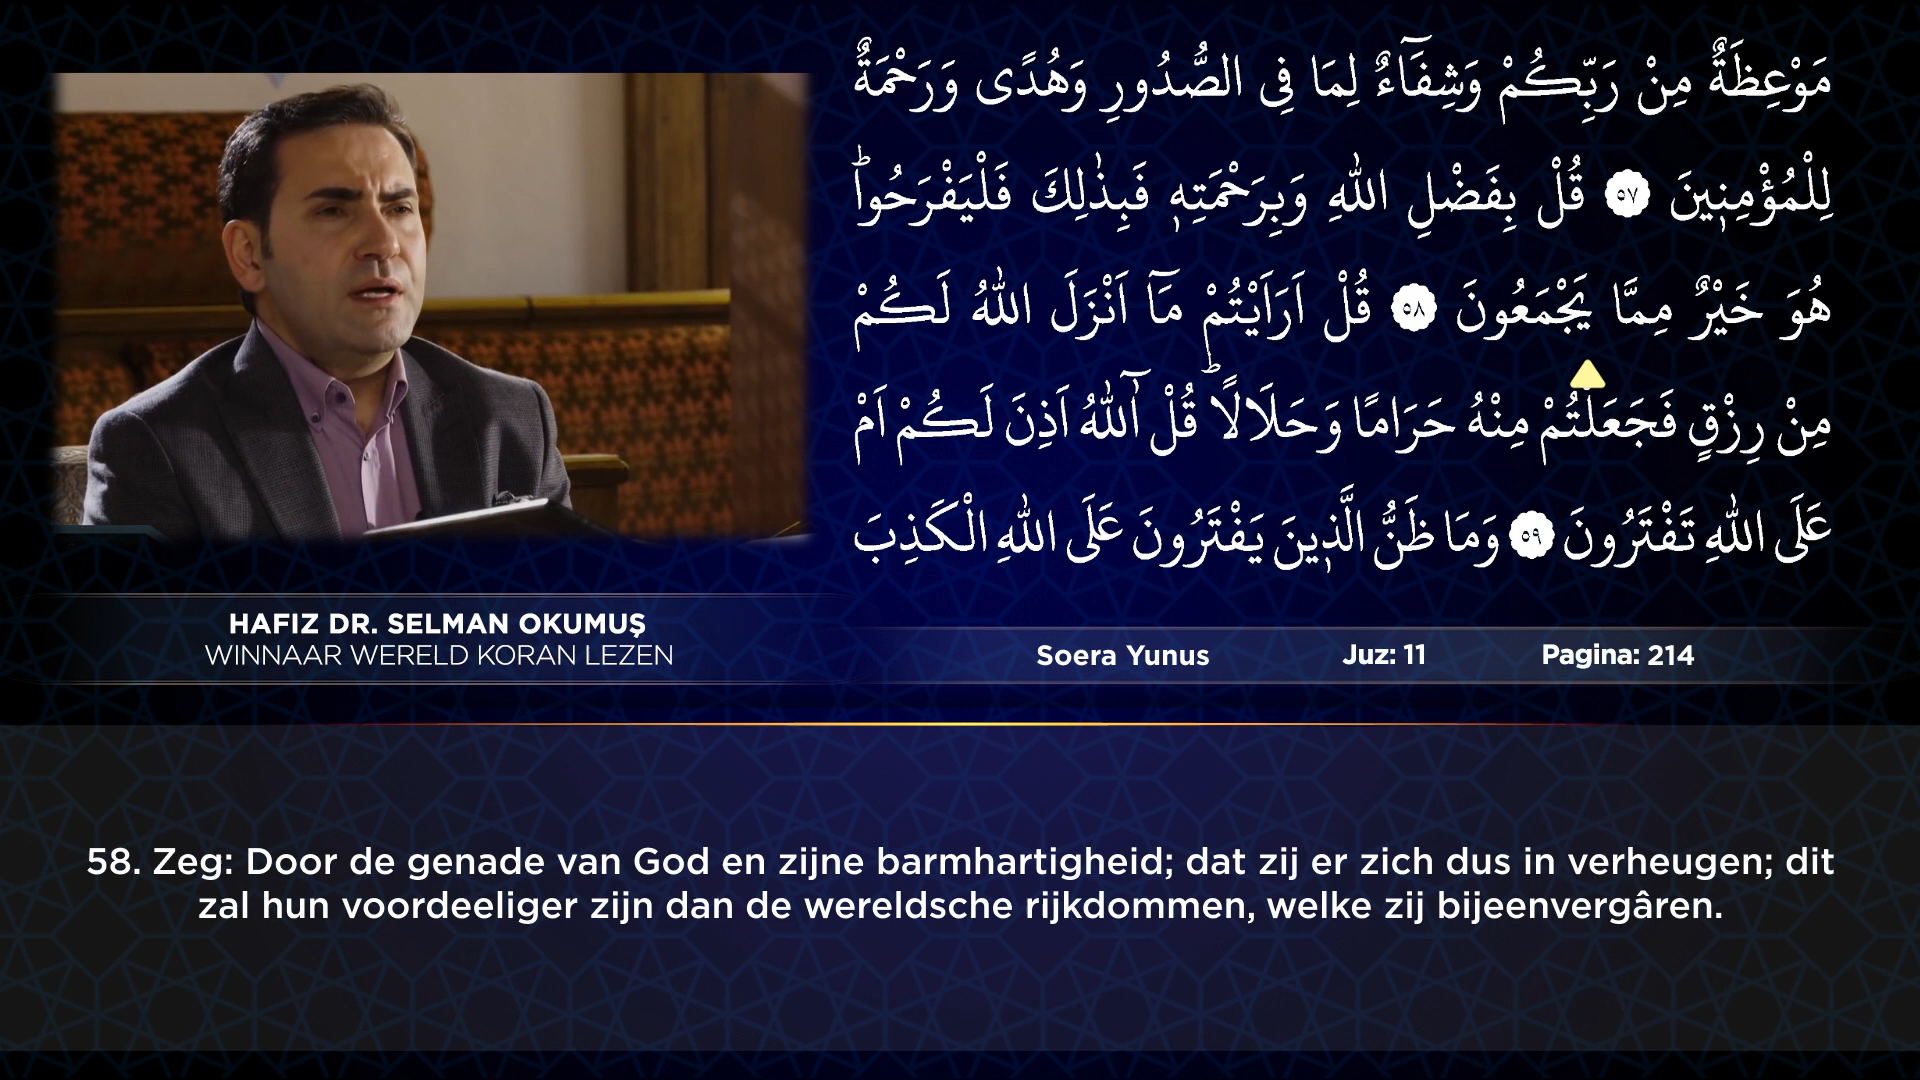 مَوْعِظَةٌ مِنْ رَبِّكُمْ وَشِفَٓاءٌ لِمَا فِى الصُّدُورِ وَهُدًى وَرَحْمَةٌ
لِلْمُؤْمِن۪ينَ ٥٧ قُلْ بِفَضْلِ اللّٰهِ وَبِرَحْمَتِه۪ فَبِذٰلِكَ فَلْيَفْرَحُواۜ
هُوَ خَيْرٌ مِمَّا يَجْمَعُونَ ٥٨ قُلْ اَرَاَيْتُمْ مَٓا اَنْزَلَ اللّٰهُ لَكُمْ
مِنْ رِزْقٍ فَجَعَلْتُمْ مِنْهُ حَرَامًا وَحَلَالًاۜ قُلْ آٰللّٰهُ اَذِنَ لَكُمْ اَمْ
عَلَى اللّٰهِ تَفْتَرُونَ ٥٩ وَمَا ظَنُّ الَّذ۪ينَ يَفْتَرُونَ عَلَى اللّٰهِ الْكَذِبَ
HAFIZ DR. SELMAN OKUMUŞ
WINNAAR WERELD KORAN LEZEN
Soera Yunus Juz: 11 Pagina: 214
58. Zeg: Door de genade van God en zijne barmhartigheid; dat zij er zich dus in verheugen; dit
zal hun voordeeliger zijn dan de wereldsche rijkdommen, welke zij bijeenvergâren.